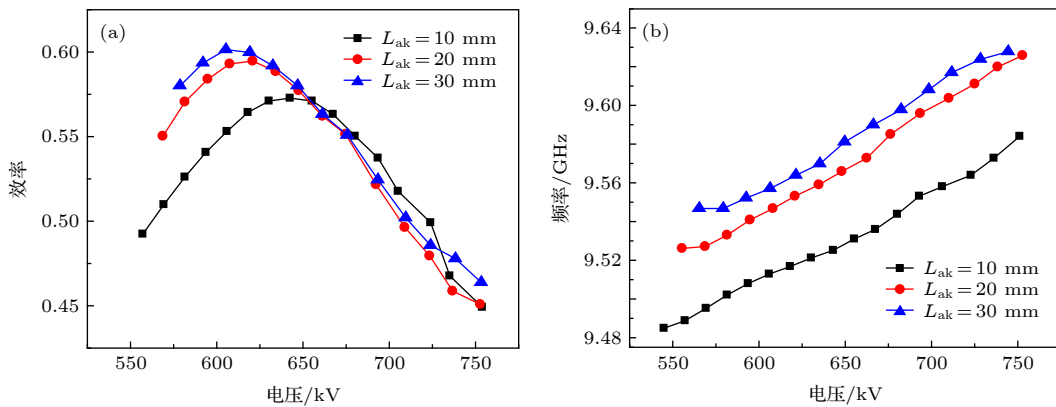 (a)
L_ak = 10 mm
L_ak = 20 mm
L_ak = 30 mm
0.60
0.55
0.50
0.45
效率
550 600 650 700 750
电压/kV
(b)
9.64
9.60
9.56
9.52
9.48
频率/GHz
L_ak = 10 mm
L_ak = 20 mm
L_ak = 30 mm
550 600 650 700 750
电压/kV